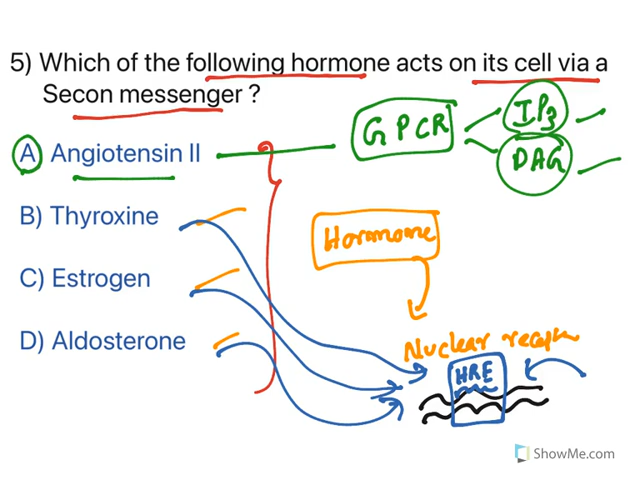 5) Which of the following hormone acts on its cell via a
Secon messenger ?
A) Angiotensin II
GPCR
IP3
DAG
B) Thyroxine
Hormone
C) Estrogen
D) Aldosterone
Nuclear
HRE
ShowMe.com